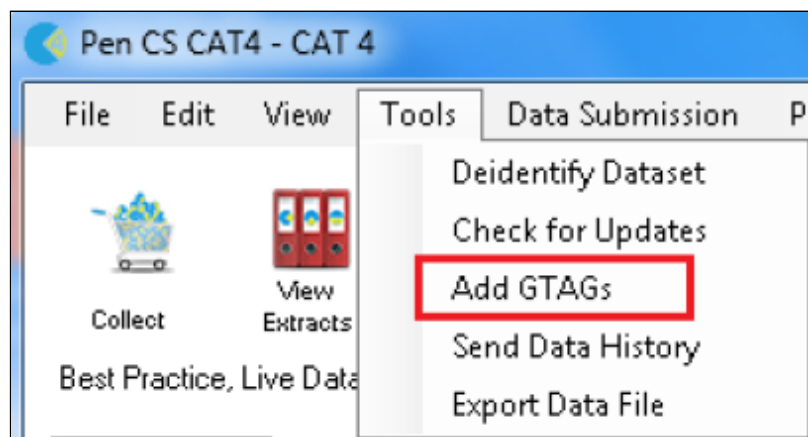 Pen CS CAT4 - CAT 4
File Edit View Tools Data Submission P
Deidentify Dataset
Check for Updates
Add GTAGs
Send Data History
Export Data File
Collect
View
Extracts
Best Practice, Live Data